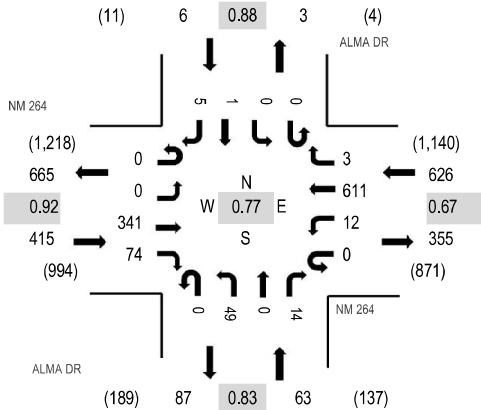 (11) 6 0.88 3 (4)
ALMA DR
NM 264
5 1 0 0
(1,218) 0 3 (1,140)
665 0 611 626
0.92 W N 0.77 E S 0.67
415 341 12 355
(994) 74 0 (871)
0 49 0 14
NM 264
ALMA DR
(189) 87 0.83 63 (137)